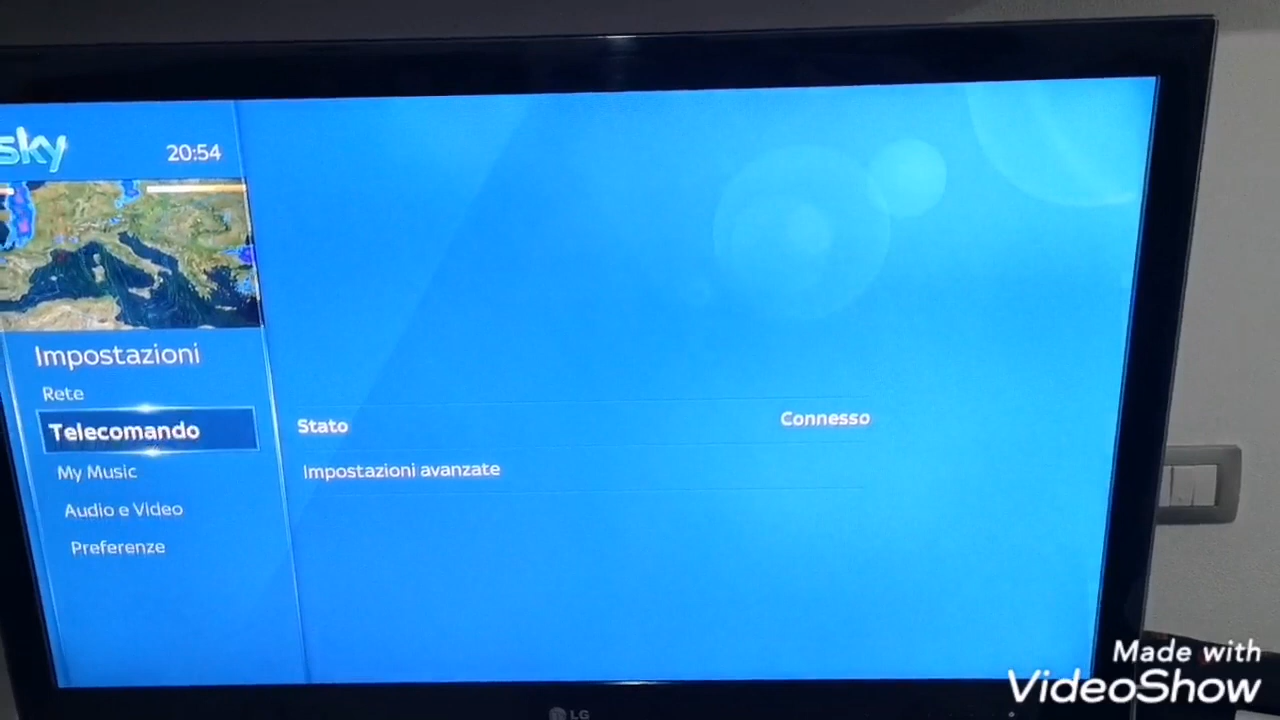 sky
20:54
Impostazioni
Rete
Telecomando
My Music
Audio e Video
Preferenze
Stato
Connesso
Impostazioni avanzate
LG
Made with
VideoShow